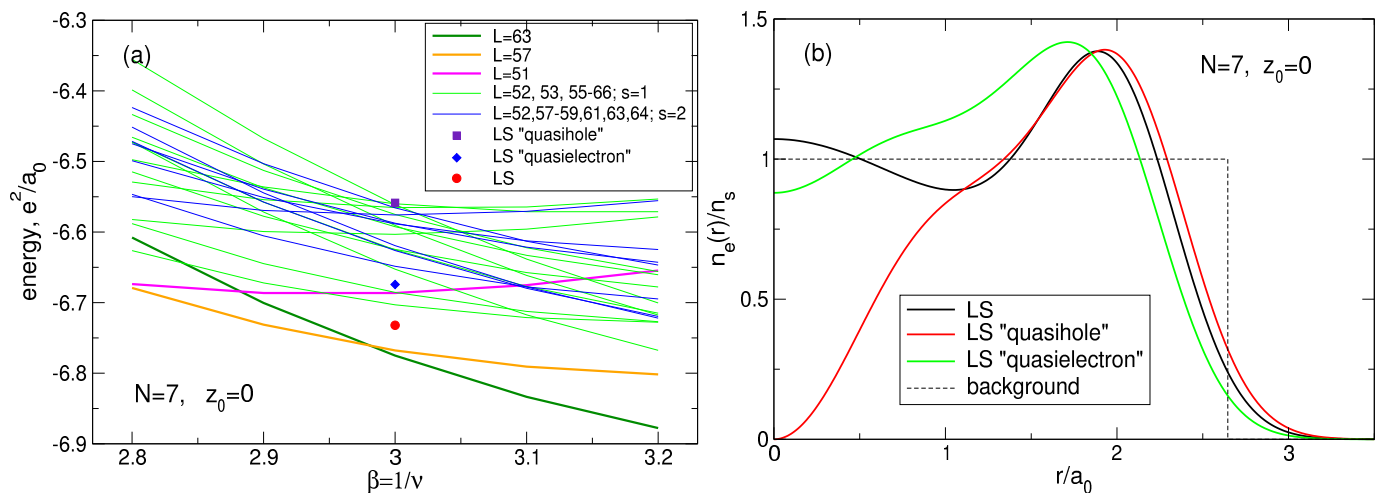 (a)
L=63
L=57
L=51
L=52, 53, 55-66; s=1
L=52,57-59,61,63,64; s=2
LS "quasihole"
LS "quasielectron"
LS
-6.3
-6.4
-6.5
-6.6
-6.7
-6.8
-6.9
energy, e²/a₀
N=7, z₀=0
2.8
2.9
3
3.1
3.2
β=1/ν
(b)
N=7, z₀=0
1.5
1
0.5
0
nₑ(r)/nₛ
LS
LS "quasihole"
LS "quasielectron"
background
0
1
2
3
r/a₀